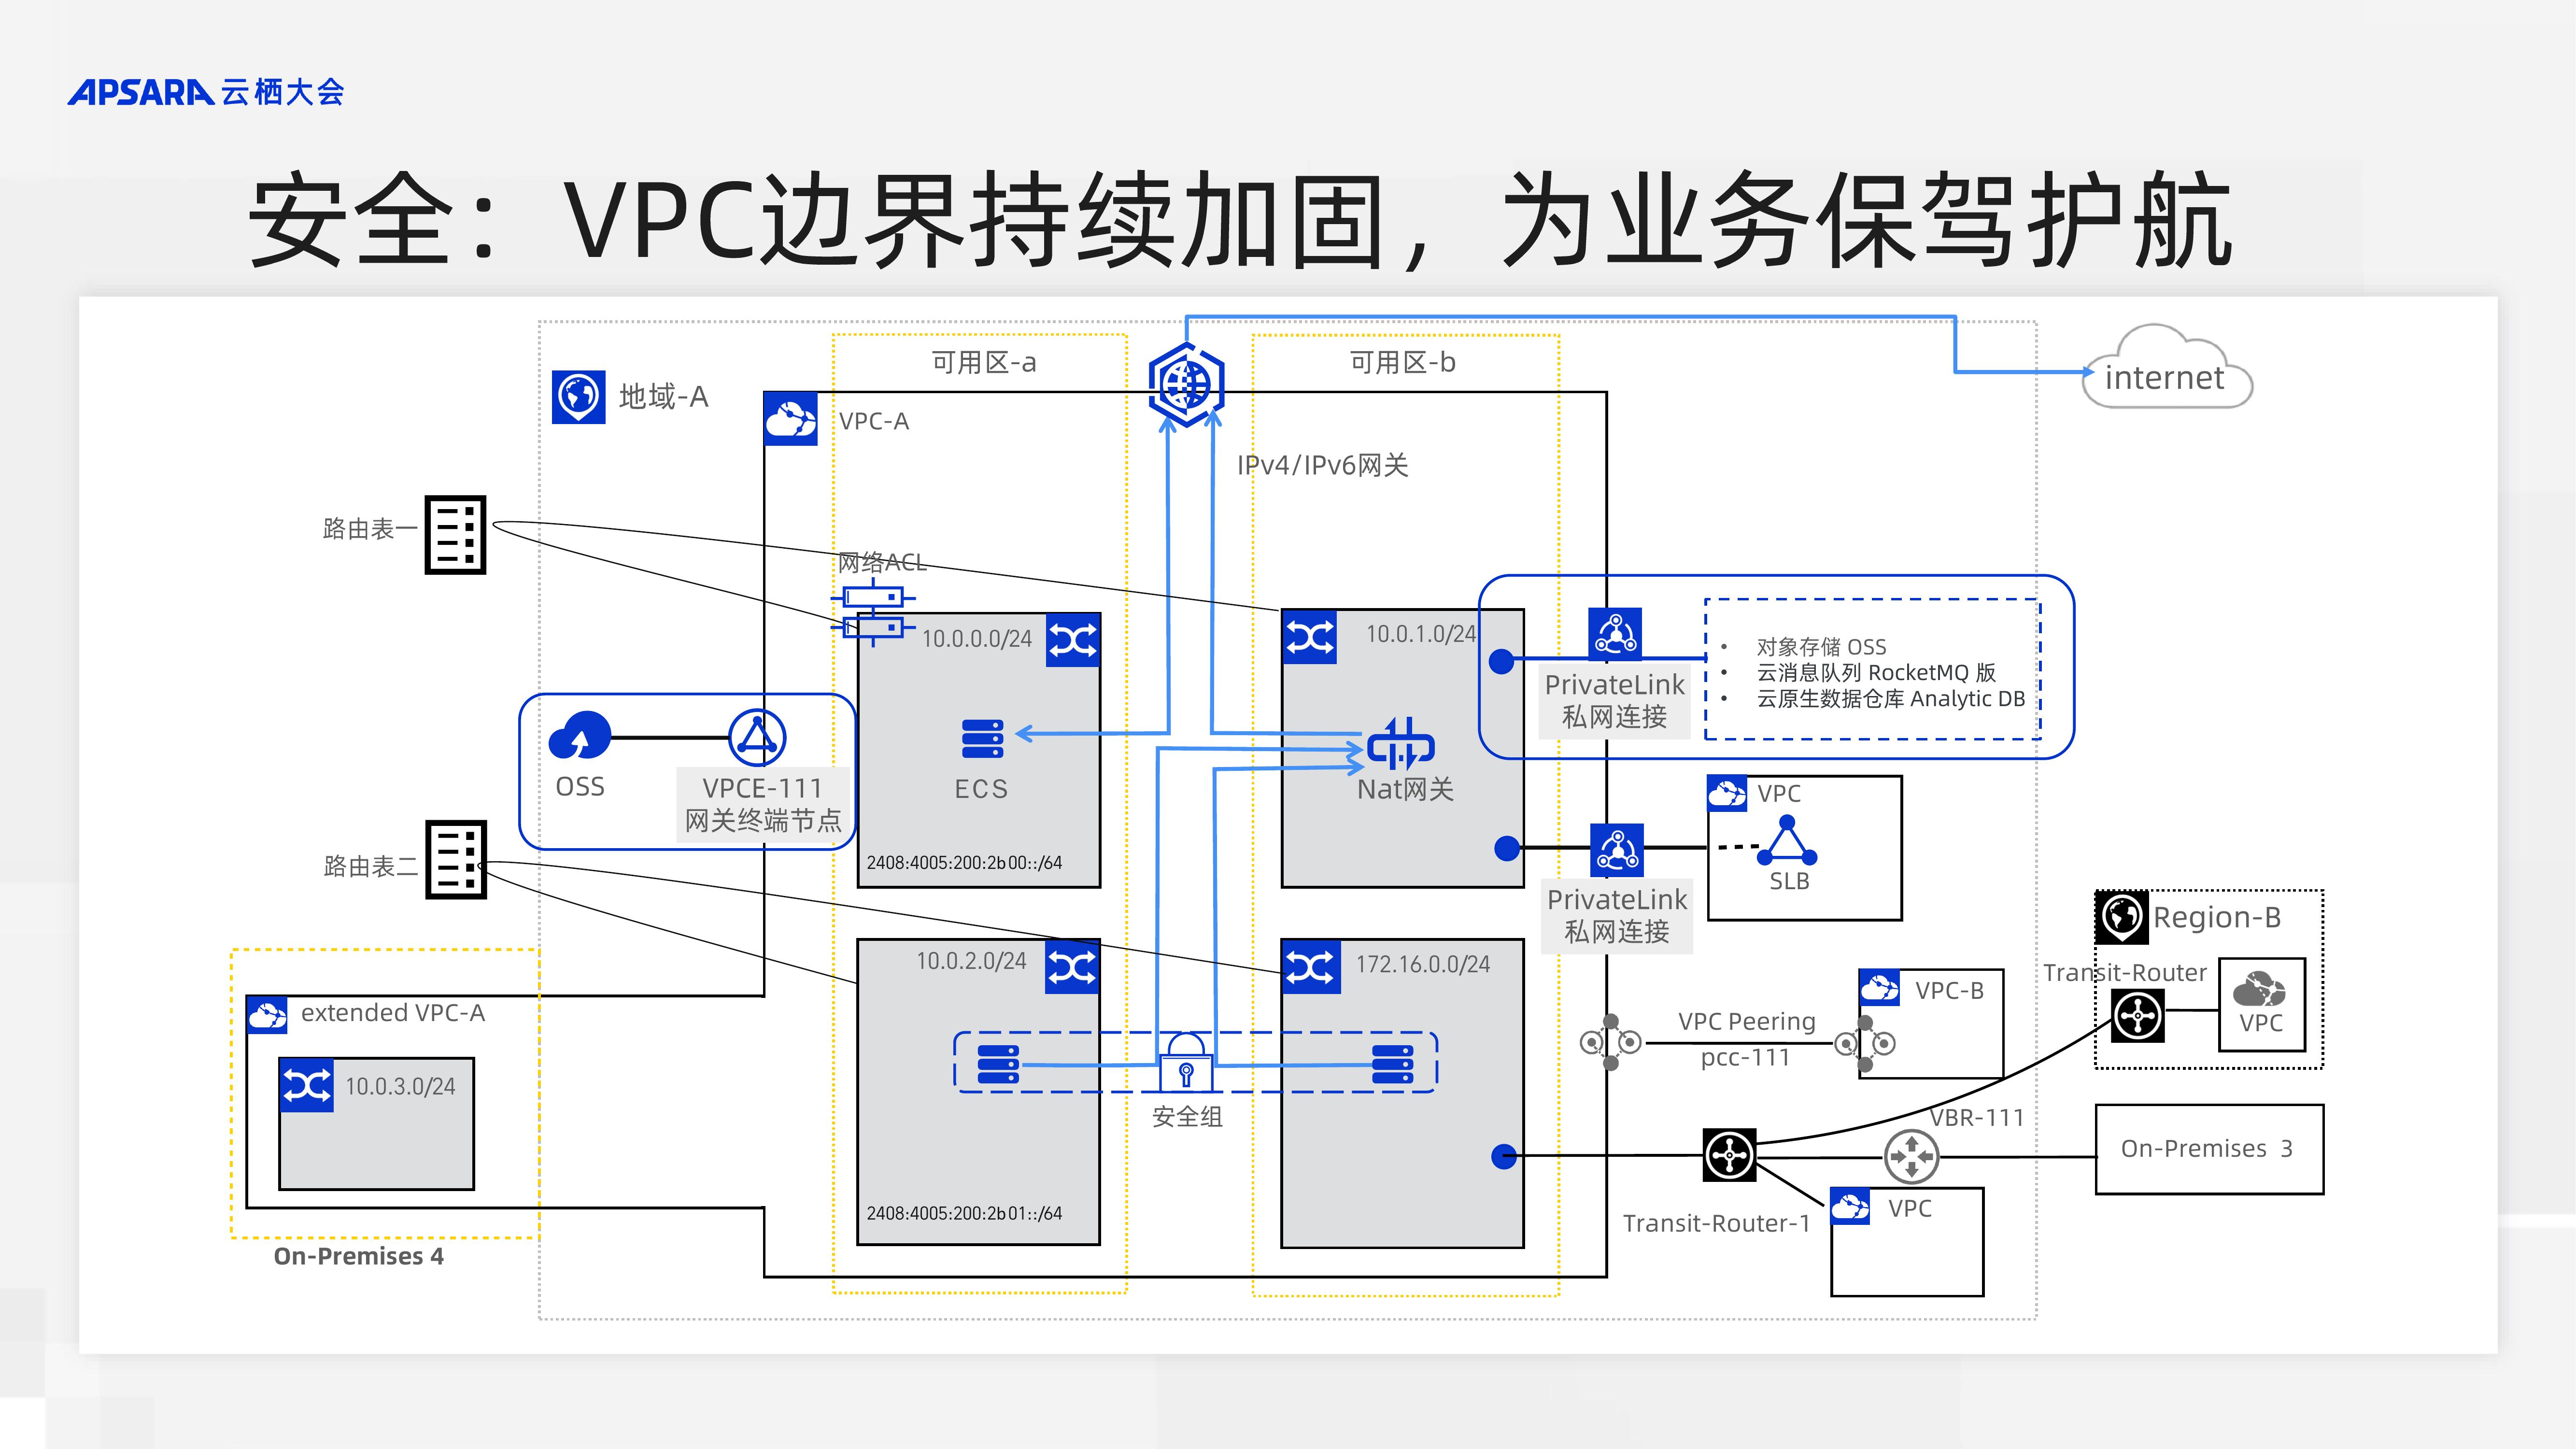 APSARA 云栖大会
安全：VPC边界持续加固，为业务保驾护航
可用区-a
可用区-b
internet
地域-A
VPC-A
IPv4/IPv6网关
路由表一
网络ACL
10.0.0.0/24
10.0.1.0/24
对象存储 OSS
云消息队列 RocketMQ 版
云原生数据仓库 Analytic DB
PrivateLink
私网连接
OSS
VPCE-111
网关终端节点
ECS
Nat网关
2408:4005:200:2b00::/64
VPC
SLB
路由表二
PrivateLink
私网连接
Region-B
10.0.2.0/24
172.16.0.0/24
Transit-Router
VPC
VPC-B
extended VPC-A
VPC Peering
pcc-111
10.0.3.0/24
安全组
VBR-111
On-Premises 3
2408:4005:200:2b01::/64
Transit-Router-1
VPC
On-Premises 4